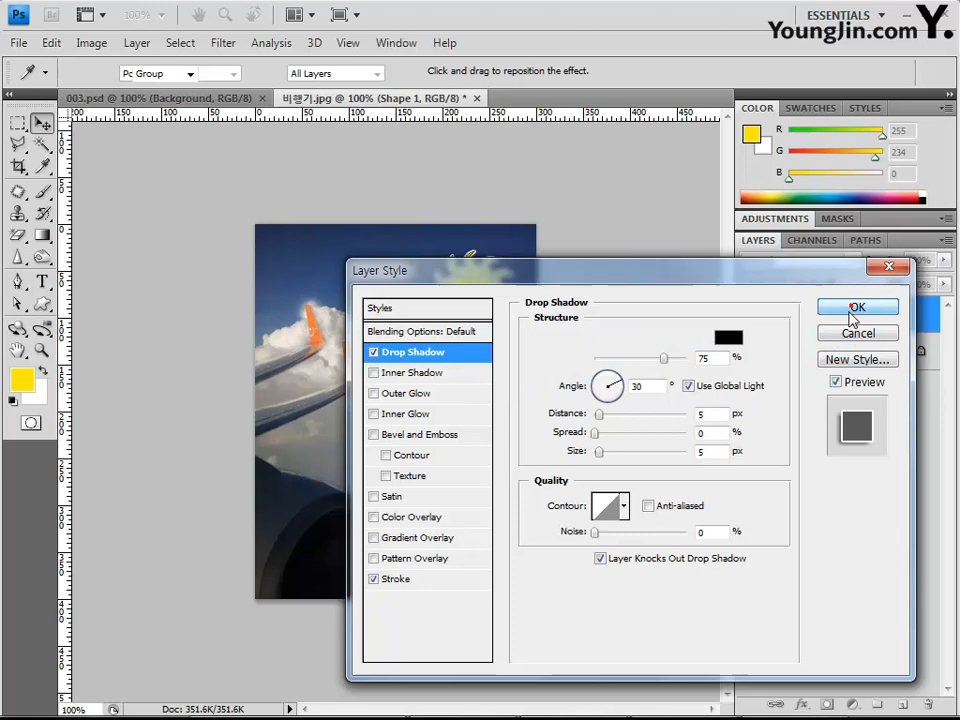 Ps
Br
100%
ESSENTIALS
YoungJin.com Y.
File Edit Image Layer Select Filter Analysis 3D View Window Help
All Layers
Click and drag to reposition the effect.
003.psd @ 100% (Background, RGB/8)
비행기.jpg @ 100% (Shape 1, RGB/8) *
COLOR SWATCHES STYLES
R 255
G 234
B 0
ADJUSTMENTS MASKS
LAYERS CHANNELS PATHS
Layer Style
Styles
Blending Options: Default
Drop Shadow
Inner Shadow
Outer Glow
Inner Glow
Bevel and Emboss
Contour
Texture
Satin
Color Overlay
Gradient Overlay
Pattern Overlay
Stroke
Drop Shadow
Structure
75 %
Angle: 30 ° Use Global Light
Distance: 5 px
Spread: 0 %
Size: 5 px
Quality
Contour: Anti-aliased
Noise: 0 %
Layer Knocks Out Drop Shadow
OK
Cancel
New Style...
Preview
100%
Doc: 351.6K/351.6K